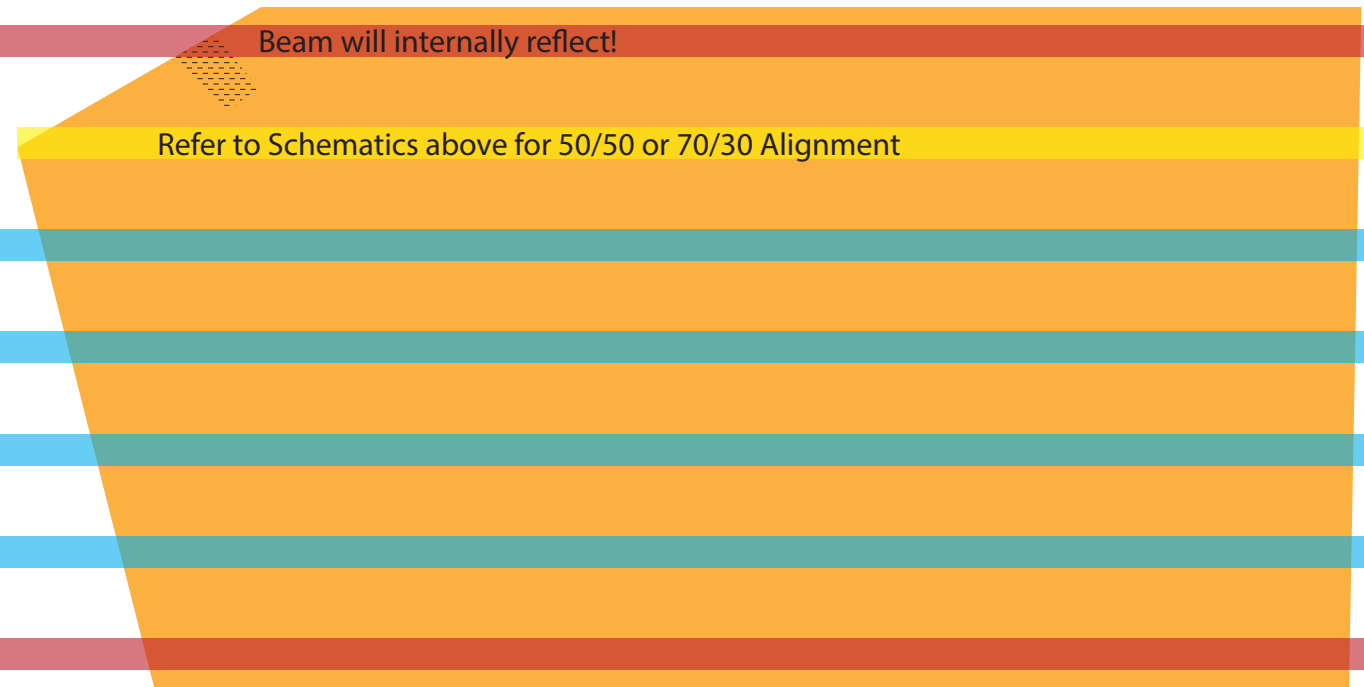 Beam will internally reflect!
Refer to Schematics above for 50/50 or 70/30 Alignment